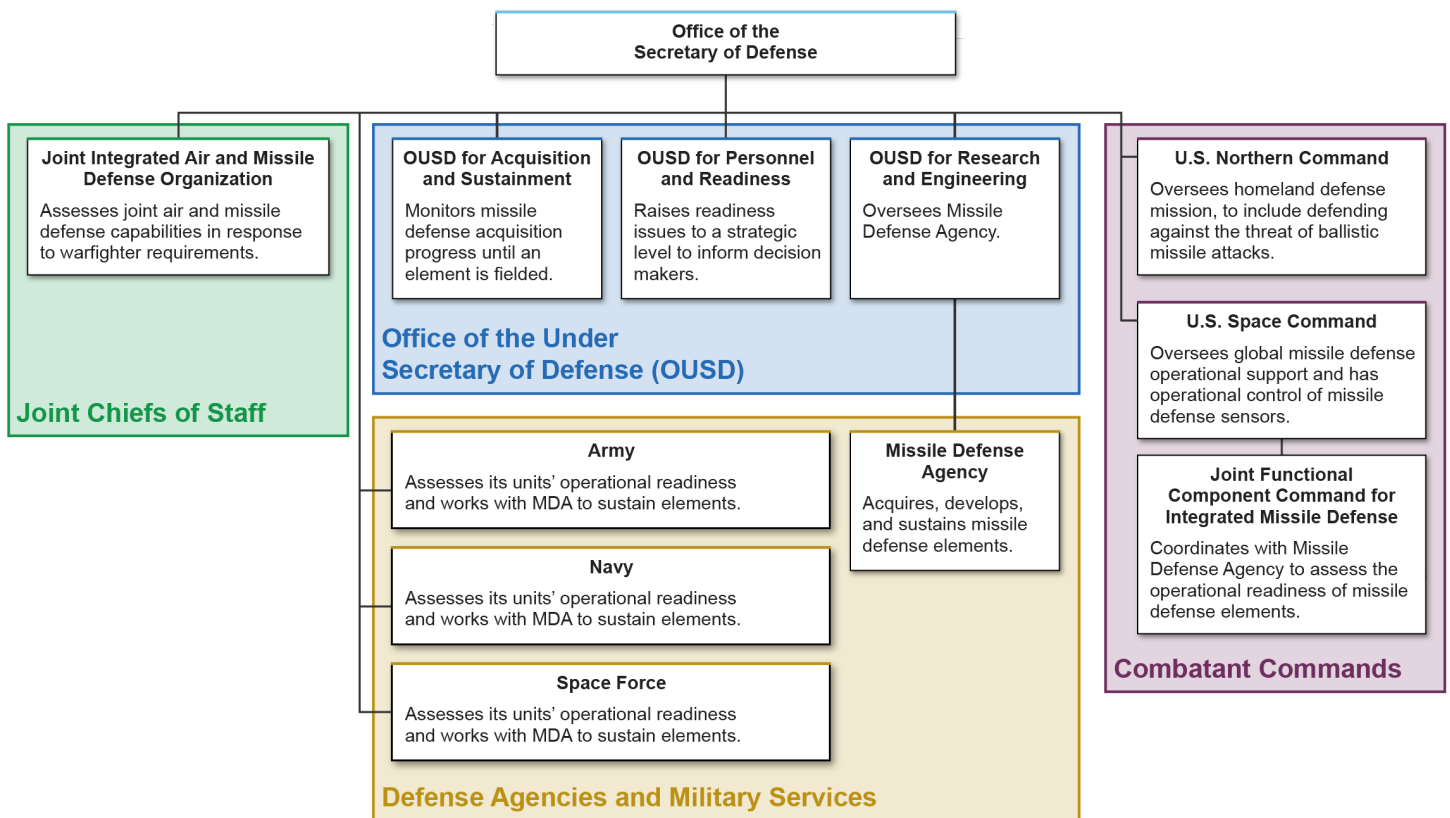 Office of the
Secretary of Defense
Joint Integrated Air and Missile
Defense Organization
Assesses joint air and missile
defense capabilities in response
to warfighter requirements.
Joint Chiefs of Staff
OUSD for Acquisition
and Sustainment
Monitors missile
defense acquisition
progress until an
element is fielded.
OUSD for Personnel
and Readiness
Raises readiness
issues to a strategic
level to inform decision
makers.
OUSD for Research
and Engineering
Oversees Missile
Defense Agency.
Office of the Under
Secretary of Defense (OUSD)
Army
Assesses its units’ operational readiness
and works with MDA to sustain elements.
Navy
Assesses its units’ operational readiness
and works with MDA to sustain elements.
Space Force
Assesses its units’ operational readiness
and works with MDA to sustain elements.
Missile Defense
Agency
Acquires, develops,
and sustains missile
defense elements.
Defense Agencies and Military Services
U.S. Northern Command
Oversees homeland defense
mission, to include defending
against the threat of ballistic
missile attacks.
U.S. Space Command
Oversees global missile defense
operational support and has
operational control of missile
defense sensors.
Joint Functional
Component Command for
Integrated Missile Defense
Coordinates with Missile
Defense Agency to assess the
operational readiness of missile
defense elements.
Combatant Commands